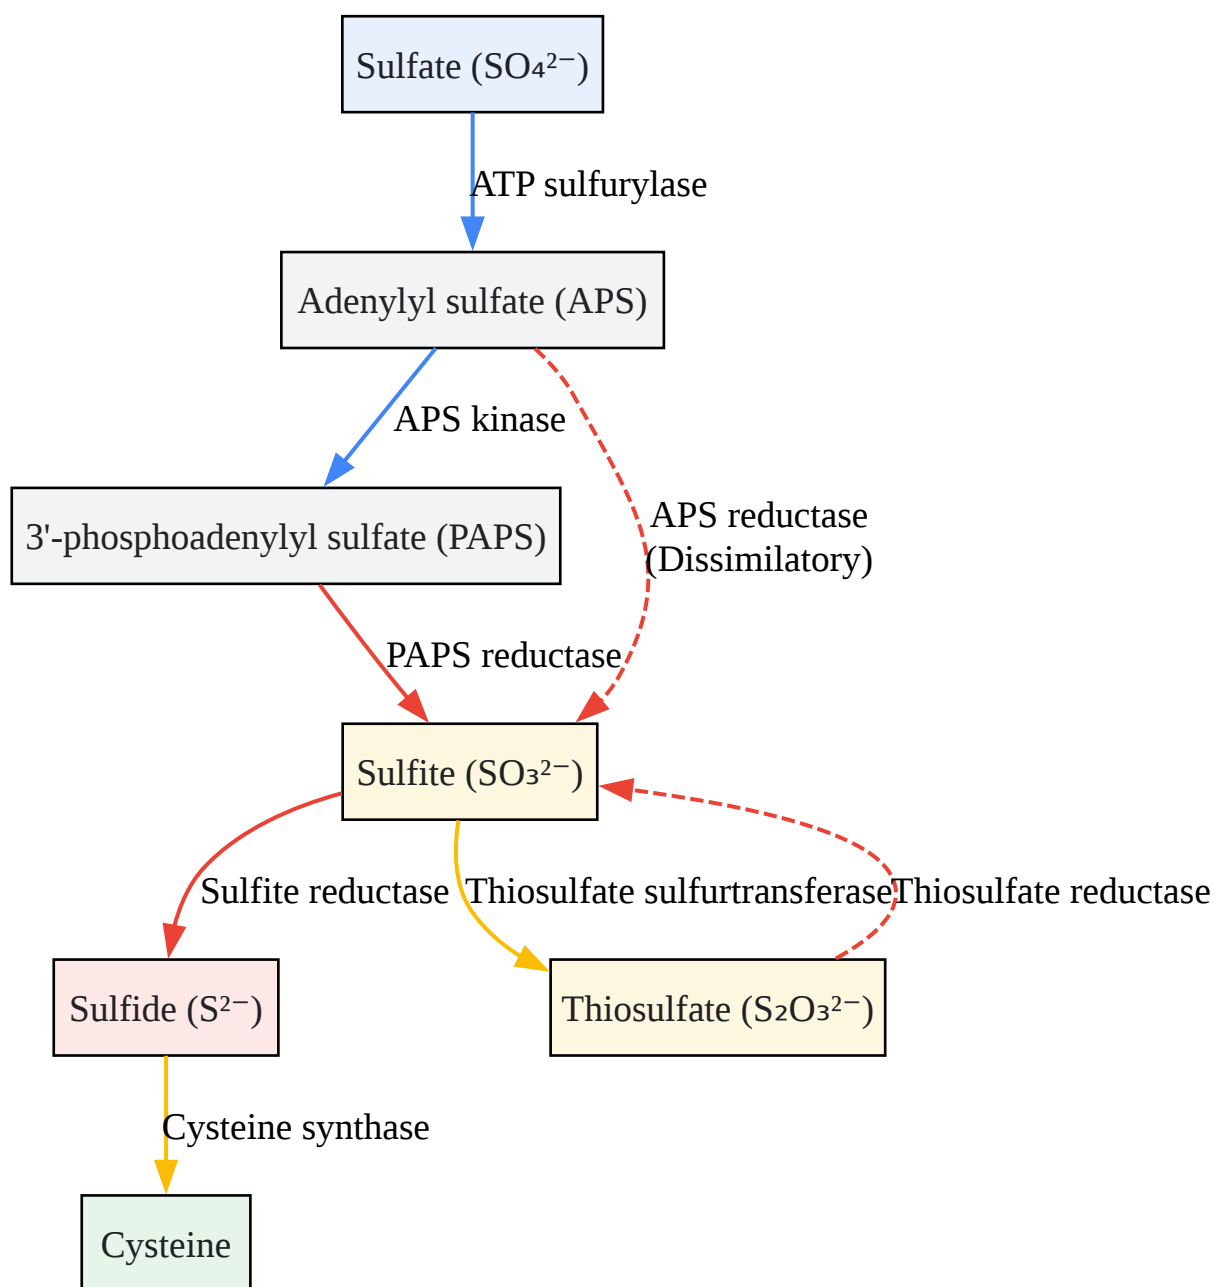 Sulfate (SO₄²⁻)
ATP sulfurylase
Adenylyl sulfate (APS)
APS kinase
APS reductase
(Dissimilatory)
3'-phosphoadenylyl sulfate (PAPS)
PAPS reductase
Sulfite (SO₃²⁻)
Sulfite reductase
Thiosulfate sulfurtransferase
Thiosulfate reductase
Sulfide (S²⁻)
Thiosulfate (S₂O₃²⁻)
Cysteine synthase
Cysteine